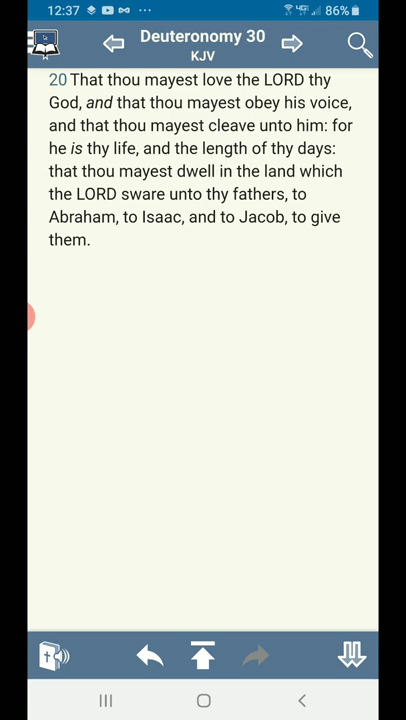 12:37 86%
Deuteronomy 30
KJV
20 That thou mayest love the LORD thy
God, and that thou mayest obey his voice,
and that thou mayest cleave unto him: for
he is thy life, and the length of thy days:
that thou mayest dwell in the land which
the LORD sware unto thy fathers, to
Abraham, to Isaac, and to Jacob, to give
them.